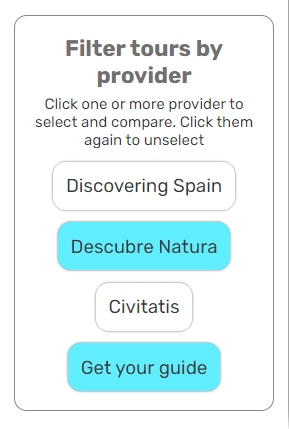 Filter tours by
provider
Click one or more provider to
select and compare. Click them
again to unselect
Discovering Spain
Descubre Natura
Civitatis
Get your guide